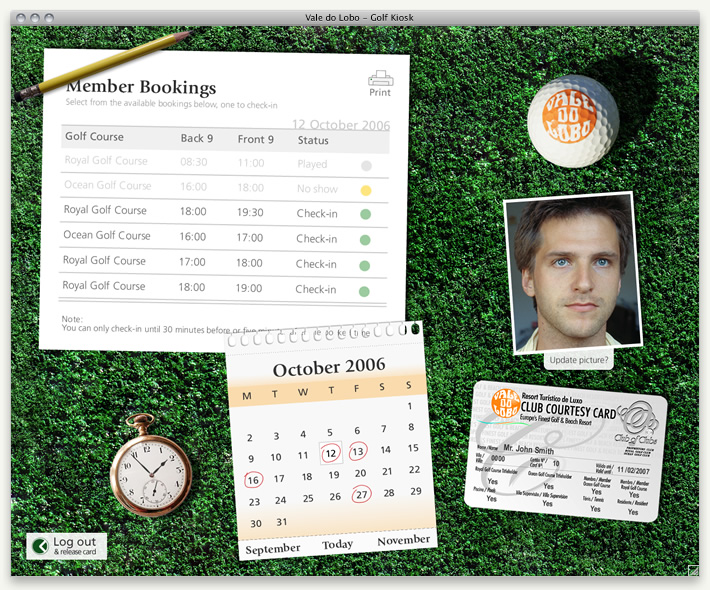 Vale do Lobo - Golf Kiosk
Member Bookings
Select from the available bookings below, one to check-in
Print
12 October 2006
Golf Course Back 9 Front 9 Status
Royal Golf Course 08:30 11:00 Played
Ocean Golf Course 16:00 18:00 No show
Royal Golf Course 18:00 19:30 Check-in
Ocean Golf Course 16:00 17:00 Check-in
Royal Golf Course 17:00 18:00 Check-in
Royal Golf Course 18:00 19:00 Check-in
Note:
You can only check-in until 30 minutes before or five
VALE
DO
LOBO
Update picture?
October 2006
M T W T F S S
1
2 3 4 5 6 7 8
9 10 11 12 13 14 15
16 17 18 19 20 21 22
23 24 25 26 27 28 29
30 31
September Today November
VALE
DO
LOBO
Resort Turístico de Luxo
CLUB COURTESY CARD
Europe's Finest Golf & Beach Resort
Club of Clubs
Nome / Name Mr. John Smith
0000 10 11/02/2007
Yes Yes Yes Yes
Yes Yes Yes Yes
Log out
& release card